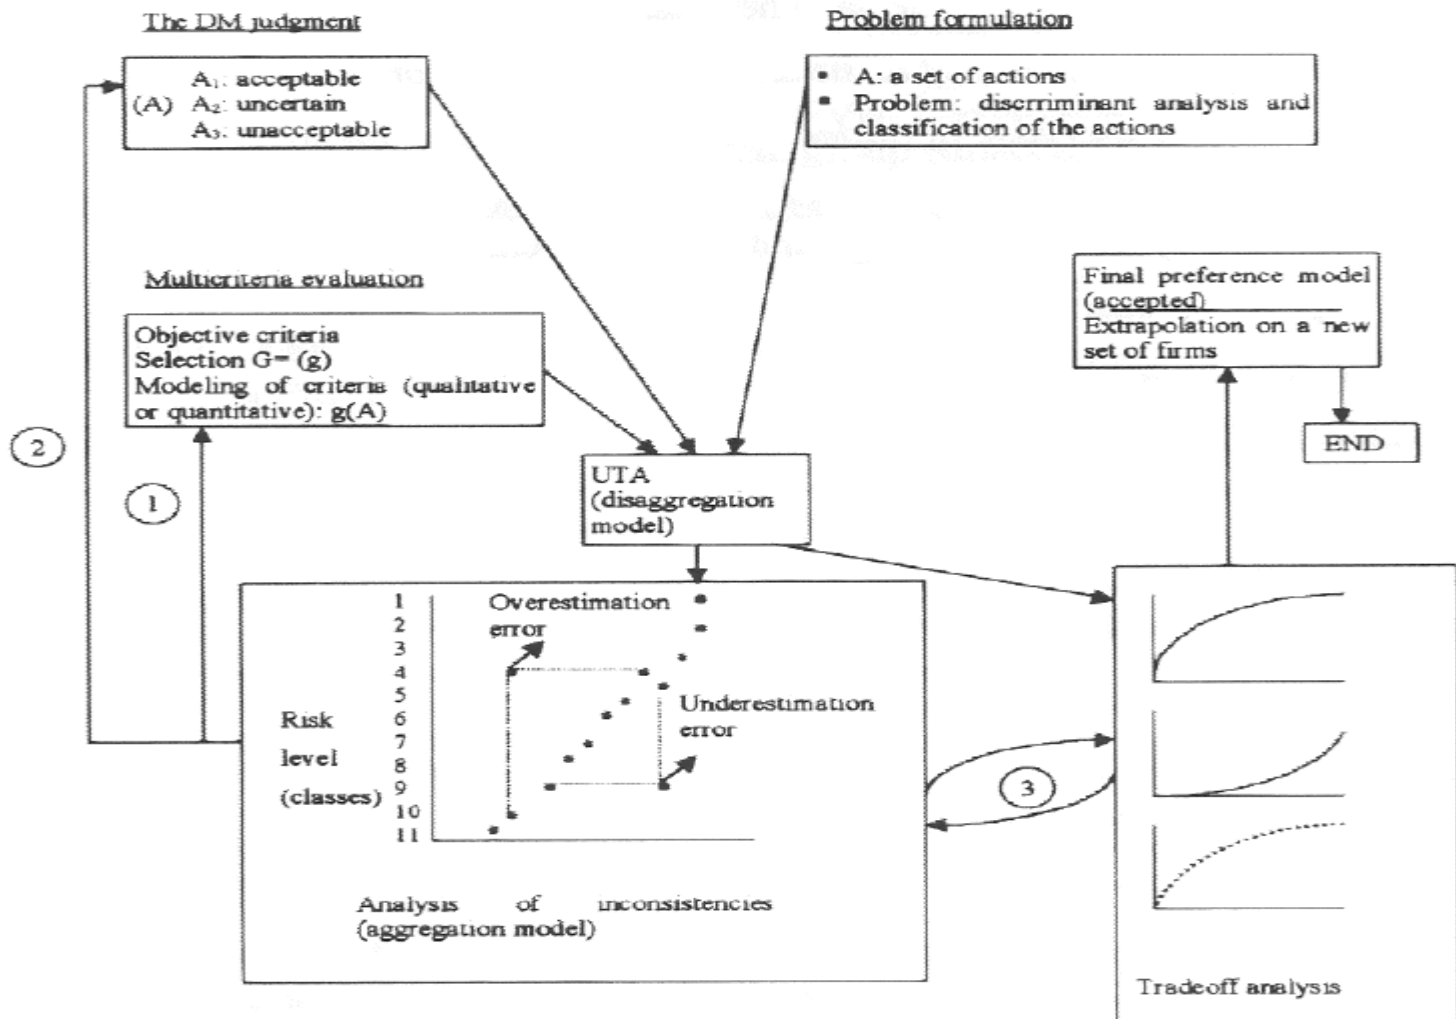 The DM judgment
A₁: acceptable
(A) A₂: uncertain
A₃: unacceptable
Problem formulation
• A: a set of actions
• Problem: discrriminant analysis and
classification of the actions
Multicriteria evaluation
Objective criteria
Selection G= (g)
Modeling of criteria (qualitative
or quantitative): g(A)
Final preference model
(accepted)
Extrapolation on a new
set of firms
END
2
1
UTA
(disaggregation
model)
Overestimation
error
Underestimation
error
Risk
level
(classes)
1
2
3
4
5
6
7
8
9
10
11
3
Analysis of inconsistencies
(aggregation model)
Tradeoff analysis